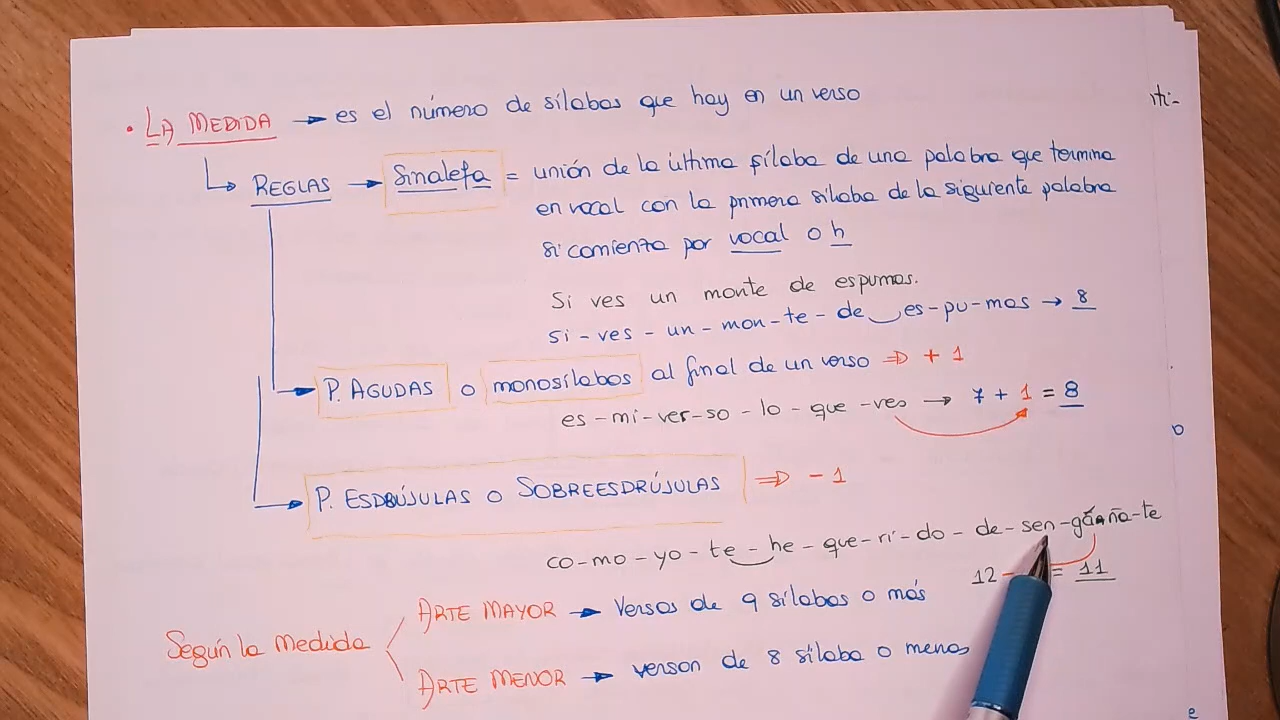 • LA MEDIDA → es el número de sílabas que hay en un verso
REGLAS → Sinalefa = unión de la última sílaba de una palabra que termina
en vocal con la primera sílaba de la siguiente palabra
si comienza por vocal o h
Si ves un monte de espumas.
si - ves - un - mon - te - de es - pu - mas → 8
P. AGUDAS o monosílabos al final de un verso ⇒ + 1
es - mi - ver - so - lo - que - ves → 7 + 1 = 8
P. ESDRÚJULAS o SOBREESDRÚJULAS ⇒ - 1
co - mo - yo - te - he - que - ri - do - de - sen - gá - ña - te
12 - = 11
Según la medida
ARTE MAYOR → Versos de 9 sílabas o más
ARTE MENOR → verson de 8 sílaba o menos